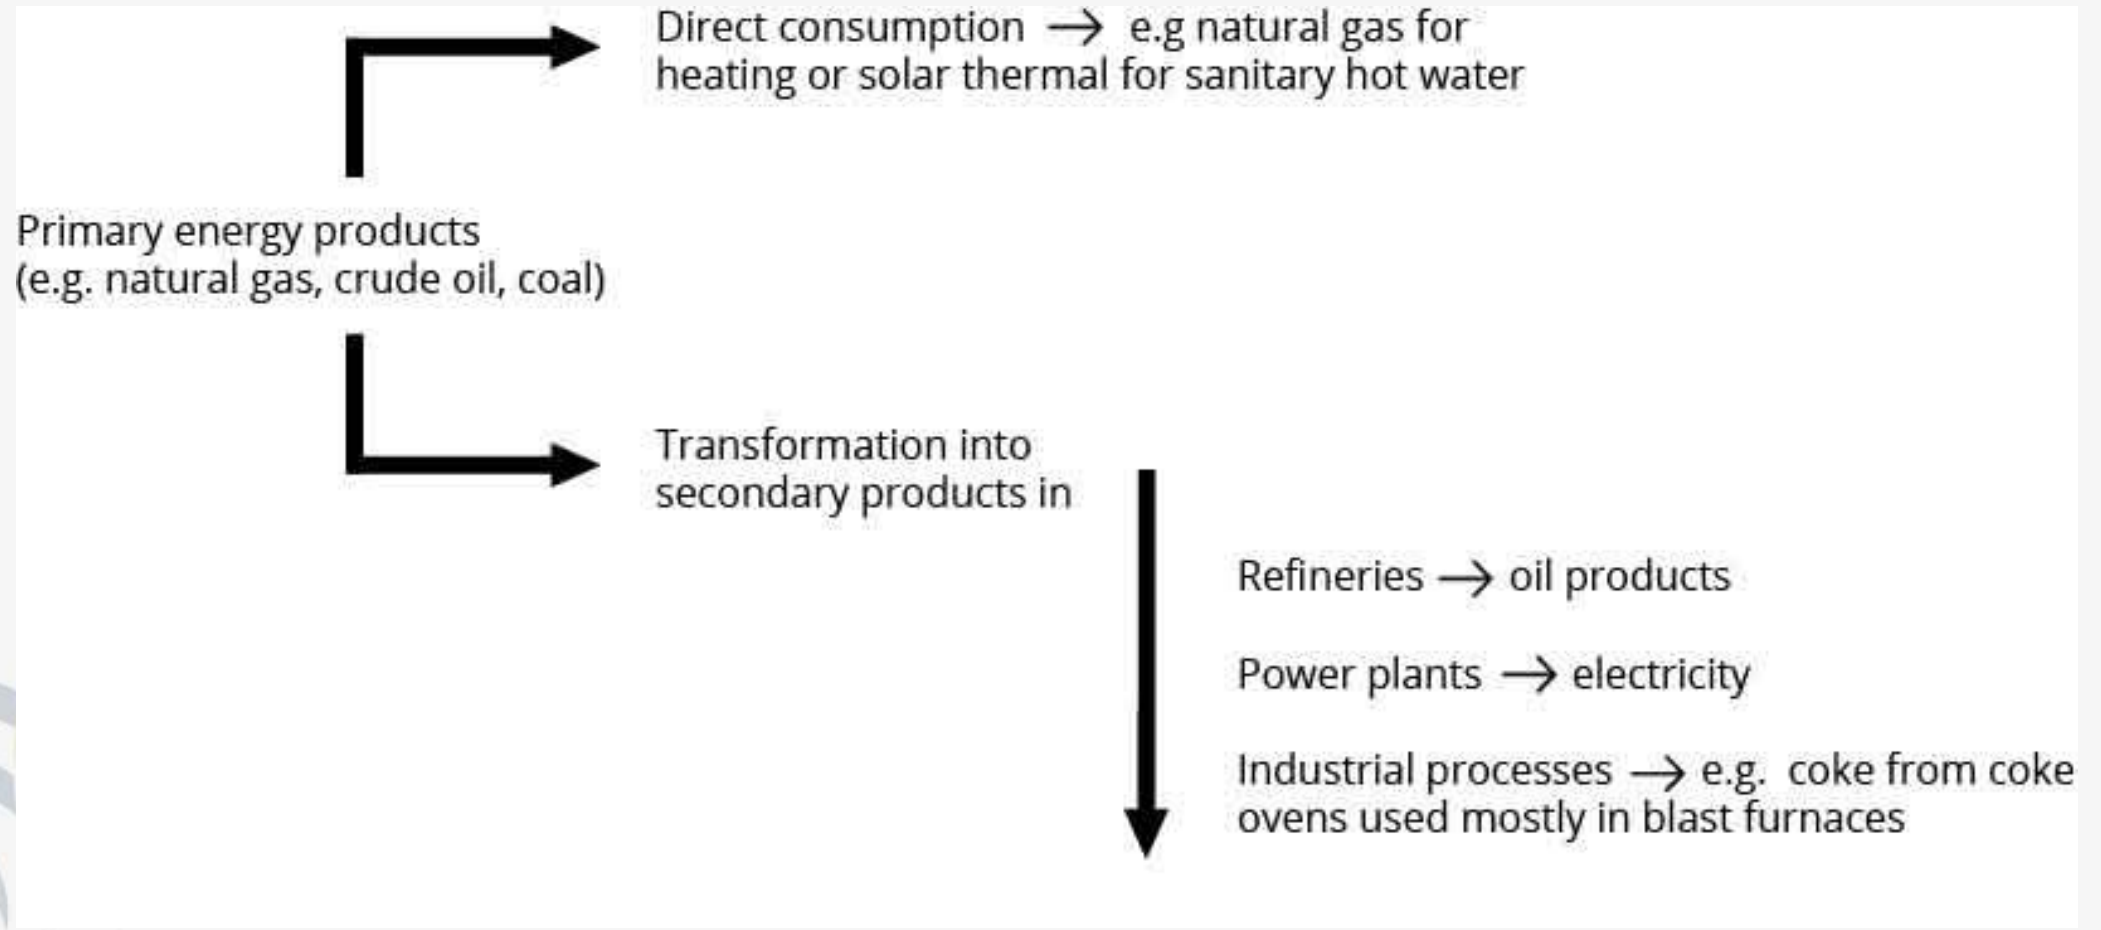 Direct consumption → e.g natural gas for
heating or solar thermal for sanitary hot water
Primary energy products
(e.g. natural gas, crude oil, coal)
Transformation into
secondary products in
Refineries → oil products
Power plants → electricity
Industrial processes → e.g. coke from coke
ovens used mostly in blast furnaces